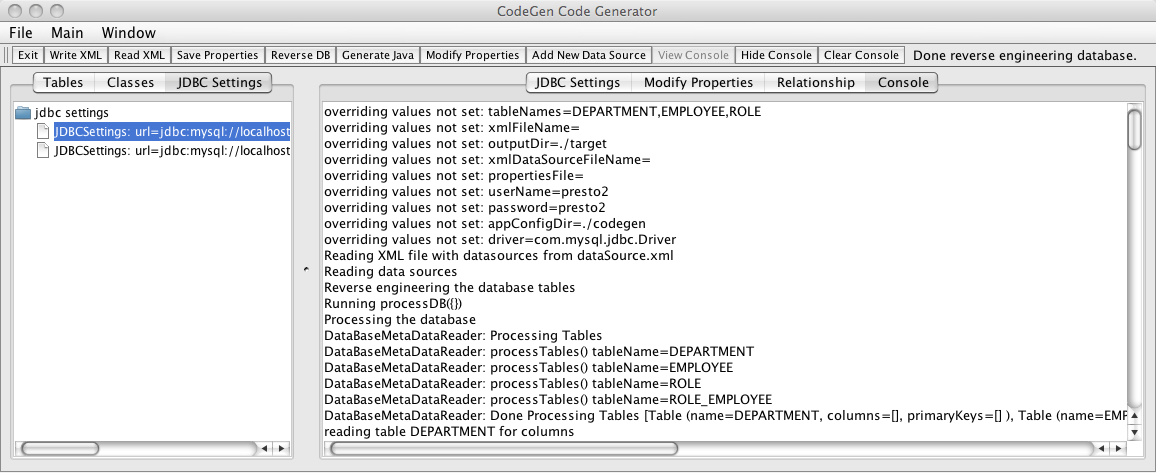 CodeGen Code Generator
File Main Window
Exit Write XML Read XML Save Properties Reverse DB Generate Java Modify Properties Add New Data Source View Console Hide Console Clear Console Done reverse engineering database.
Tables Classes JDBC Settings
jdbc settings
JDBCSettings: url=jdbc:mysql://localhost
JDBCSettings: url=jdbc:mysql://localhost
JDBC Settings Modify Properties Relationship Console
overriding values not set: tableNames=DEPARTMENT,EMPLOYEE,ROLE
overriding values not set: xmlFileName=
overriding values not set: outputDir=./target
overriding values not set: xmlDataSourceFileName=
overriding values not set: propertiesFile=
overriding values not set: userName=presto2
overriding values not set: password=presto2
overriding values not set: appConfigDir=./codegen
overriding values not set: driver=com.mysql.jdbc.Driver
Reading XML file with datasources from dataSource.xml
Reading data sources
Reverse engineering the database tables
Running processDB({})
Processing the database
DataBaseMetaDataReader: Processing Tables
DataBaseMetaDataReader: processTables() tableName=DEPARTMENT
DataBaseMetaDataReader: processTables() tableName=EMPLOYEE
DataBaseMetaDataReader: processTables() tableName=ROLE
DataBaseMetaDataReader: processTables() tableName=ROLE_EMPLOYEE
DataBaseMetaDataReader: Done Processing Tables [Table (name=DEPARTMENT, columns=[], primaryKeys=[] ), Table (name=EMP
reading table DEPARTMENT for columns